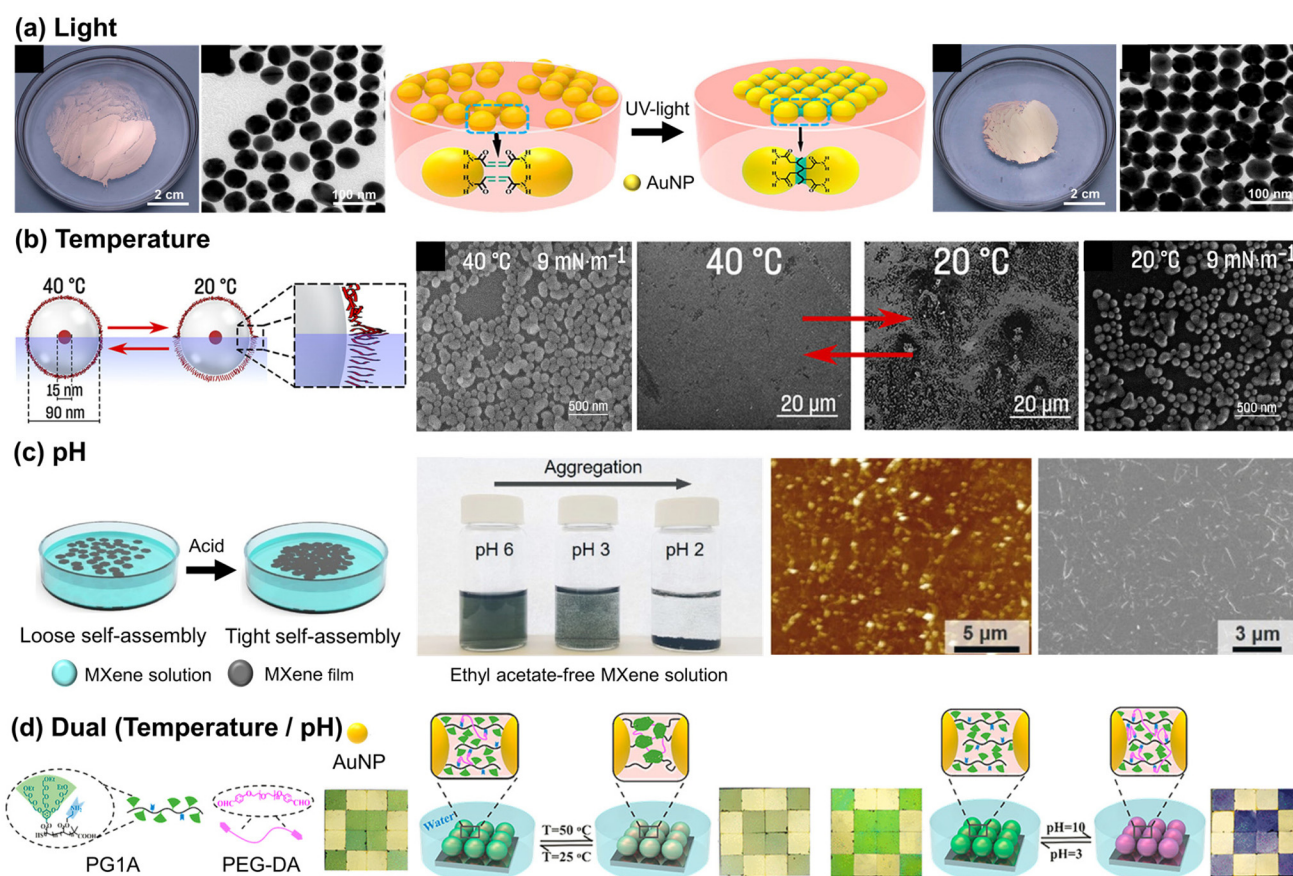 (a) Light
2 cm
100 nm
UV-light
AuNP
2 cm
100 nm
(b) Temperature
40 °C
20 °C
15 nm
90 nm
40 °C 9 mN·m⁻¹
500 nm
40 °C
20 µm
20 °C
20 µm
20 °C 9 mN·m⁻¹
500 nm
(c) pH
Acid
Loose self-assembly
Tight self-assembly
MXene solution
MXene film
Aggregation
pH 6
pH 3
pH 2
Ethyl acetate-free MXene solution
5 µm
3 µm
(d) Dual (Temperature / pH)
AuNP
PG1A
OHC
CHO
PEG-DA
Water
T=50 °C
T=25 °C
pH=10
pH=3